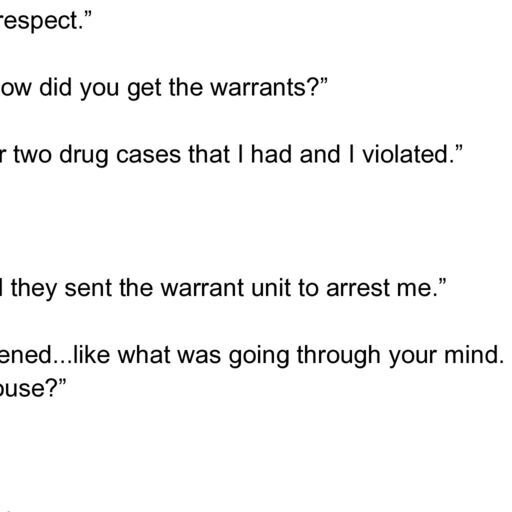 respect.”
ow did you get the warrants?”
r two drug cases that I had and I violated.”
they sent the warrant unit to arrest me.”
ened...like what was going through your mind.
ouse?”